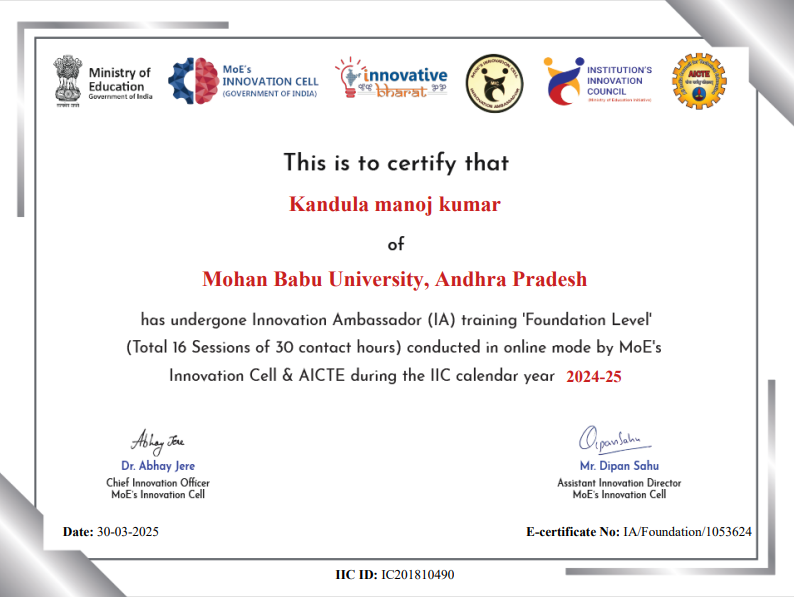 Ministry of
Education
Government of India
MoE's
INNOVATION CELL
(GOVERNMENT OF INDIA)
innovative
bharat
INSTITUTION'S
INNOVATION
COUNCIL
(Ministry of Education Initiative)
AICTE
This is to certify that
Kandula manoj kumar
of
Mohan Babu University, Andhra Pradesh
has undergone Innovation Ambassador (IA) training 'Foundation Level'
(Total 16 Sessions of 30 contact hours) conducted in online mode by MoE's
Innovation Cell & AICTE during the IIC calendar year 2024-25
Abhay Jere
DipanSahu
Dr. Abhay Jere
Mr. Dipan Sahu
Chief Innovation Officer
Assistant Innovation Director
MoE's Innovation Cell
MoE's Innovation Cell
Date: 30-03-2025
E-certificate No: IA/Foundation/1053624
IIC ID: IC201810490